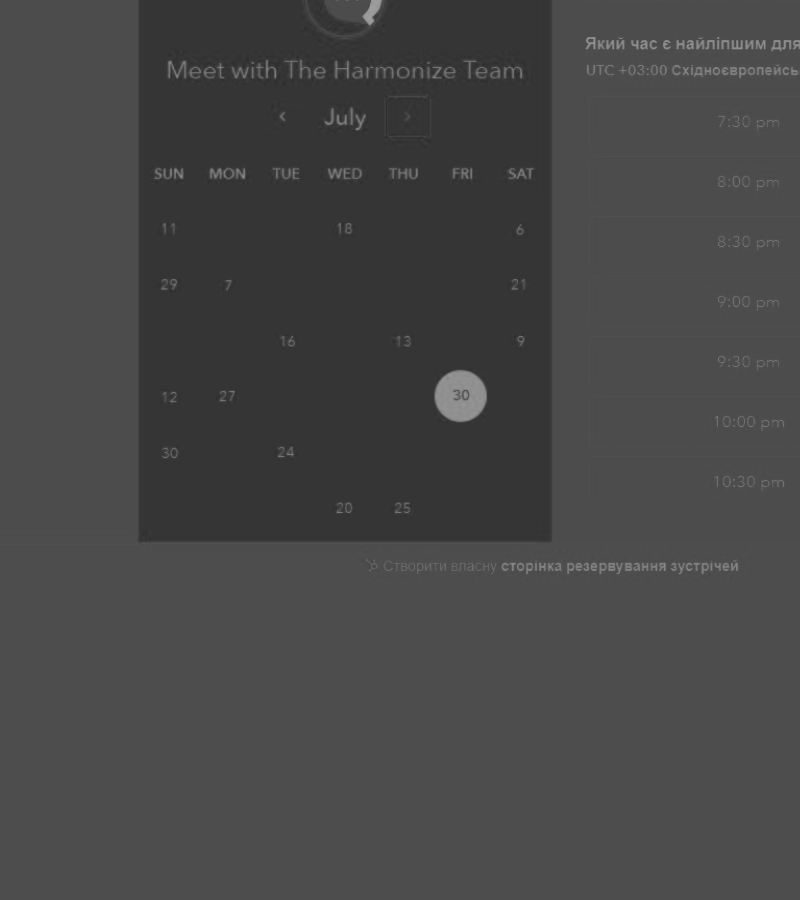 Meet with The Harmonize Team
July
SUN MON TUE WED THU FRI SAT
11 18 6
29 7 21
16 13 9
12 27 30
30 24
20 25
Який час є найліпшим для
UTC +03:00 Східноєвропейсь
7:30 pm
8:00 pm
8:30 pm
9:00 pm
9:30 pm
10:00 pm
10:30 pm
Створити власну сторінка резервування зустрічей